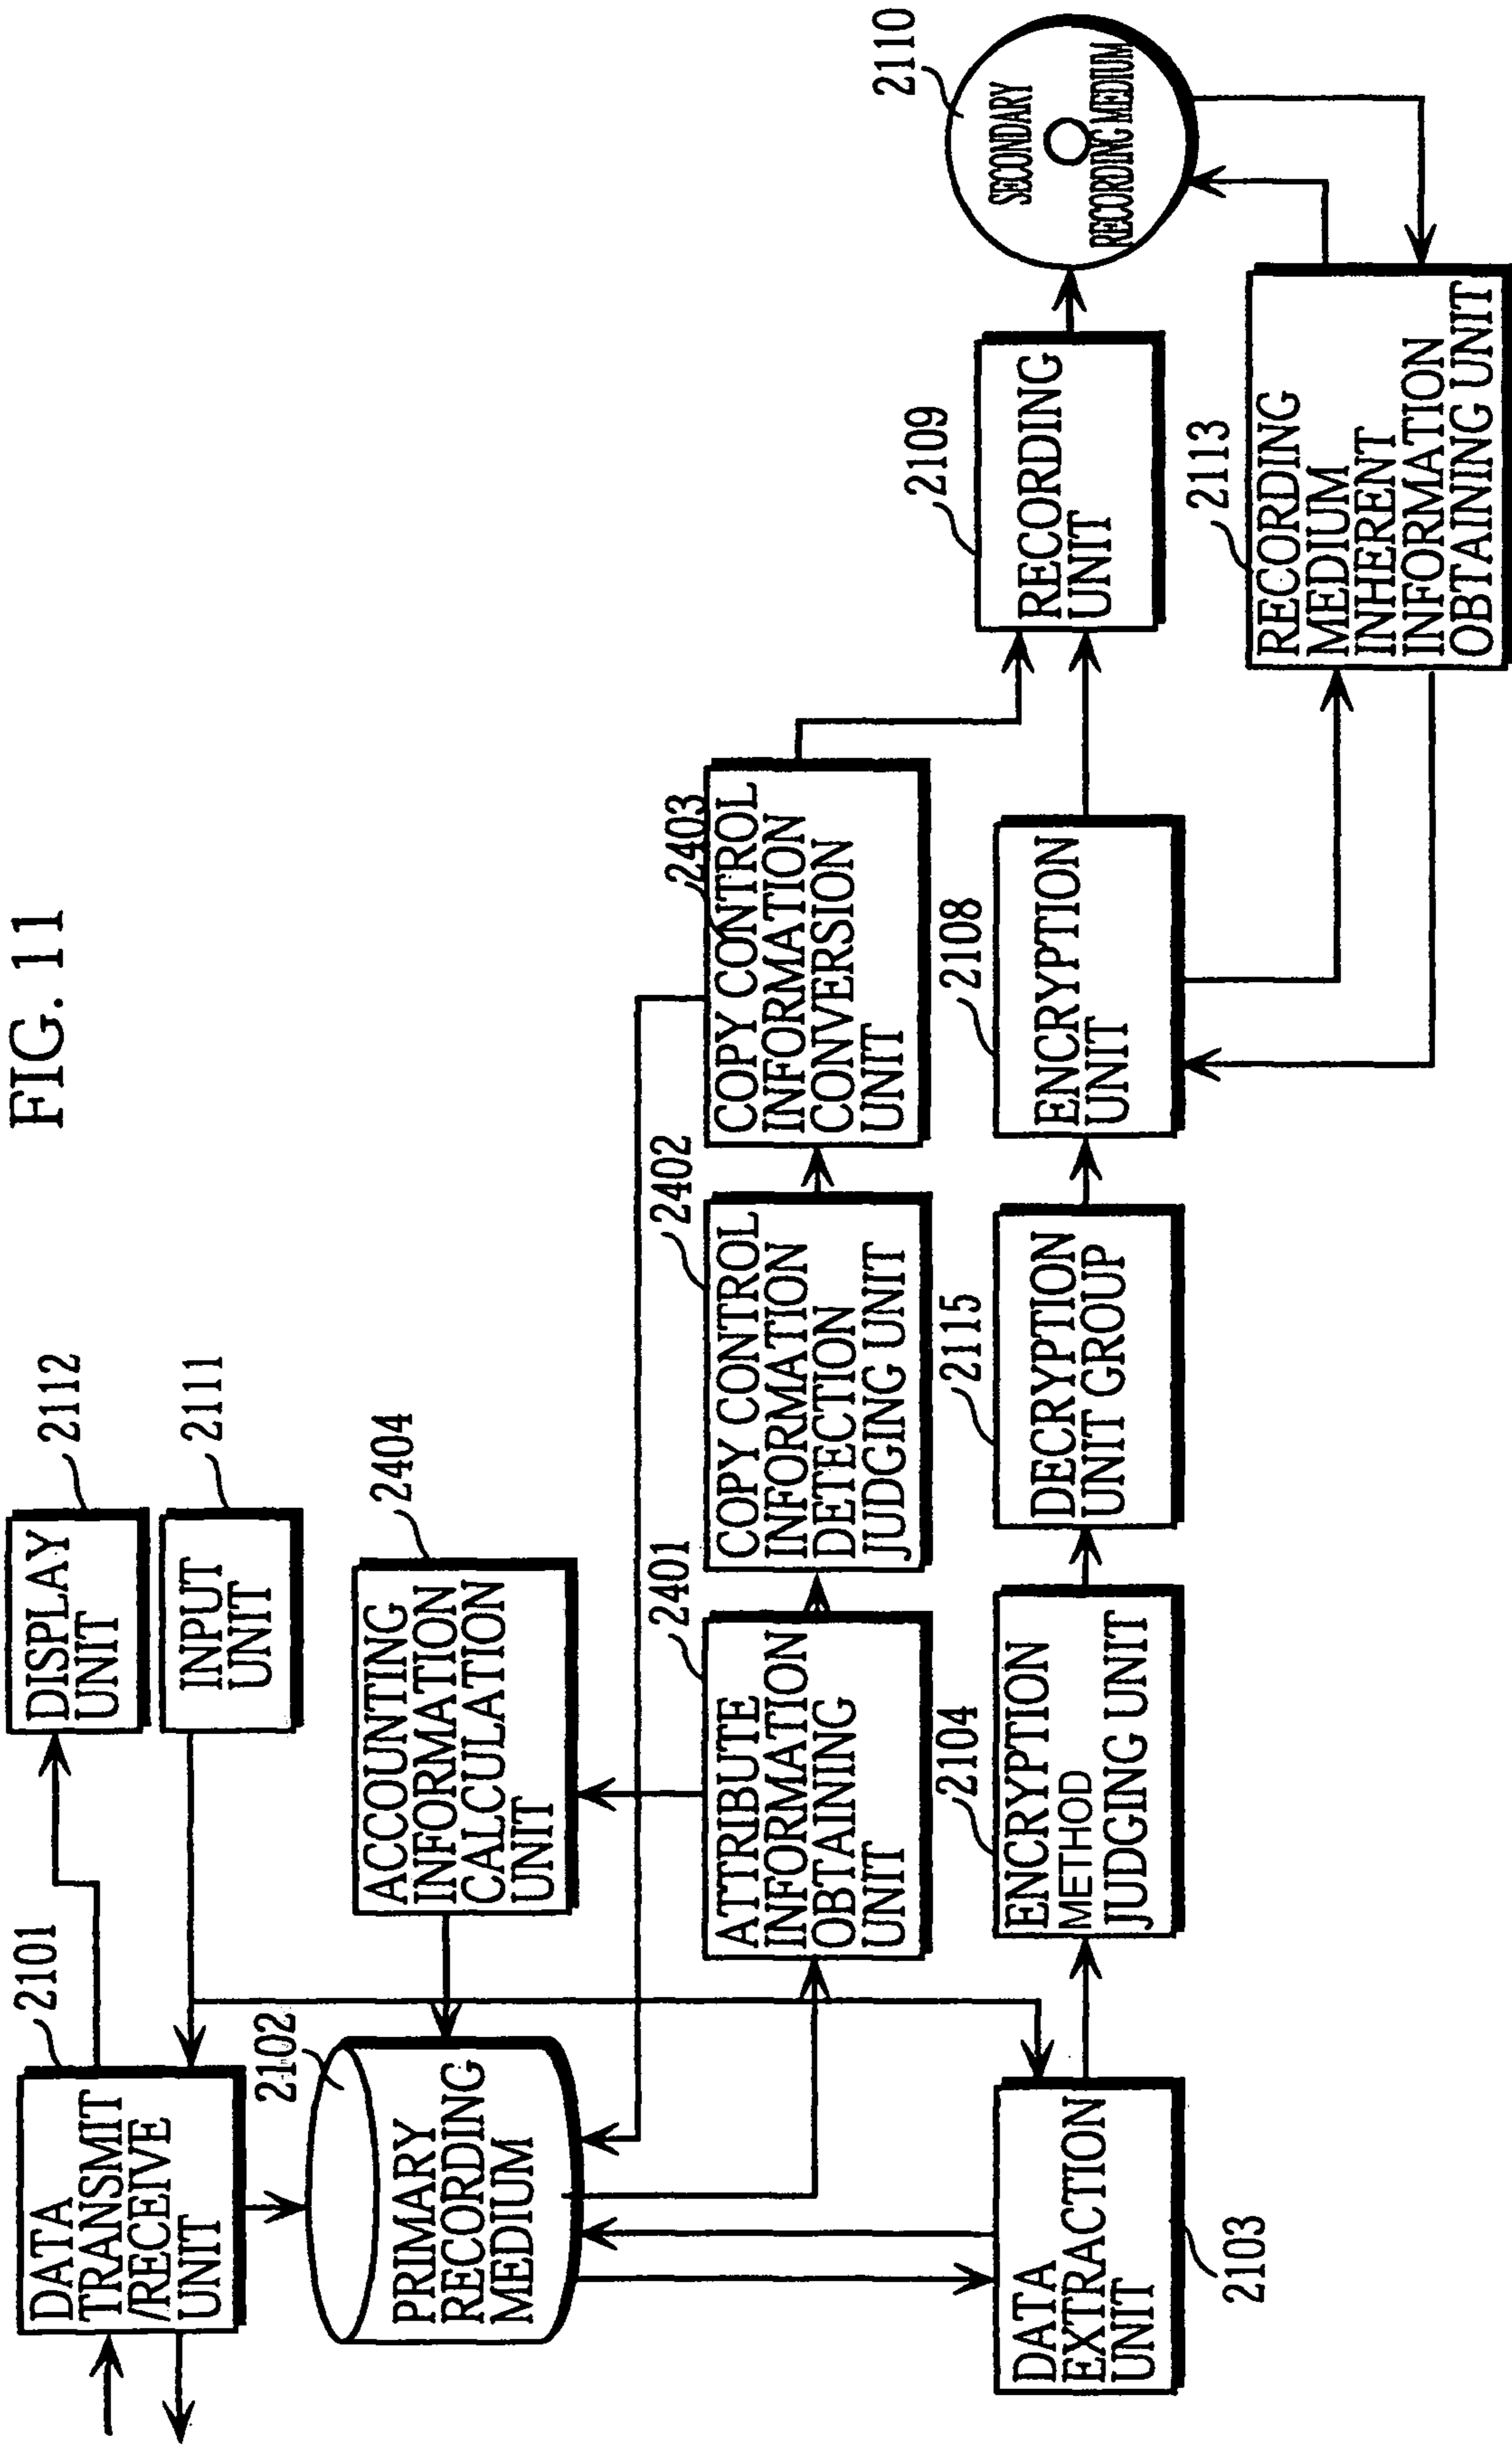 FIG. 11
2101
DATA
TRANSMIT
/RECEIVE
UNIT
DISPLAY
UNIT
2112
INPUT
UNIT
2111
2102
PRIMARY
RECORDING
MEDIUM
ACCOUNTING
INFORMATION
CALCULATION
UNIT
2404
ATTRIBUTE
INFORMATION
OBTAINING
UNIT
2401
COPY CONTROL
INFORMATION
DETECTION
JUDGING UNIT
2402
COPY CONTROL
INFORMATION
CONVERSION
UNIT
2403
DATA
EXTRACTION
UNIT
2103
ENCRYPTION
METHOD
JUDGING UNIT
2104
DECRYPTION
UNIT GROUP
2115
ENCRYPTION
UNIT
2108
RECORDING
UNIT
2109
SECONDARY
RECORDING MEDIUM
2110
RECORDING
MEDIUM
INHERENT
INFORMATION
OBTAINING UNIT
2113